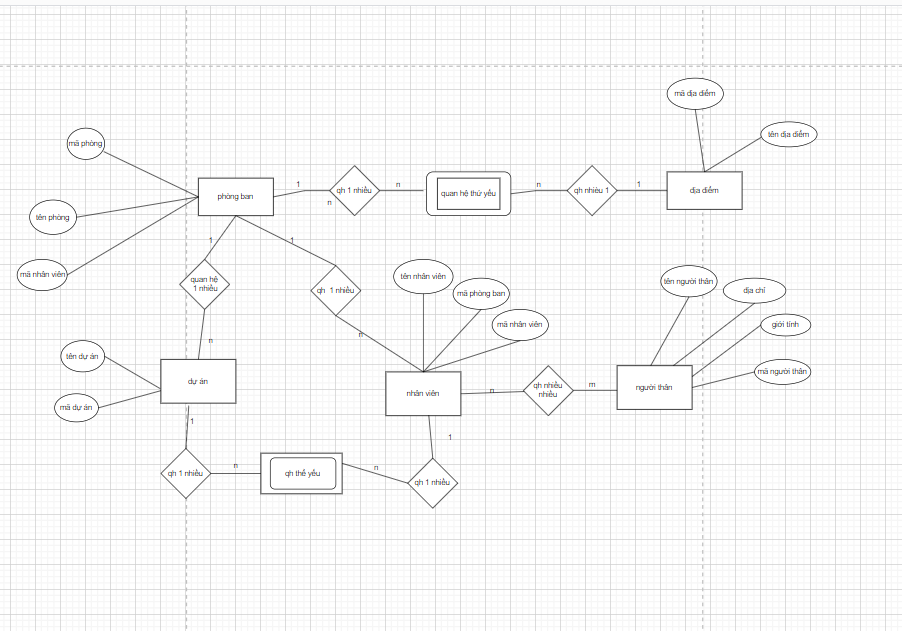 mã địa điểm
tên địa điểm
mã phòng
phòng ban
1
qh 1 nhiều
n
n
quan hệ thứ yếu
n
qh nhièu 1
1
địa điểm
tên phòng
1
1
mã nhân viên
quan hệ
1 nhiều
qh 1 nhiều
tên nhân viên
mã phòng ban
mã nhân viên
tên người thân
địa chỉ
giới tính
n
n
tên dự án
dự án
mã dự án
nhân viên
n
qh nhiều
nhiều
m
người thân
mã người thân
1
1
qh 1 nhiều
n
qh thế yếu
n
qh 1 nhiều